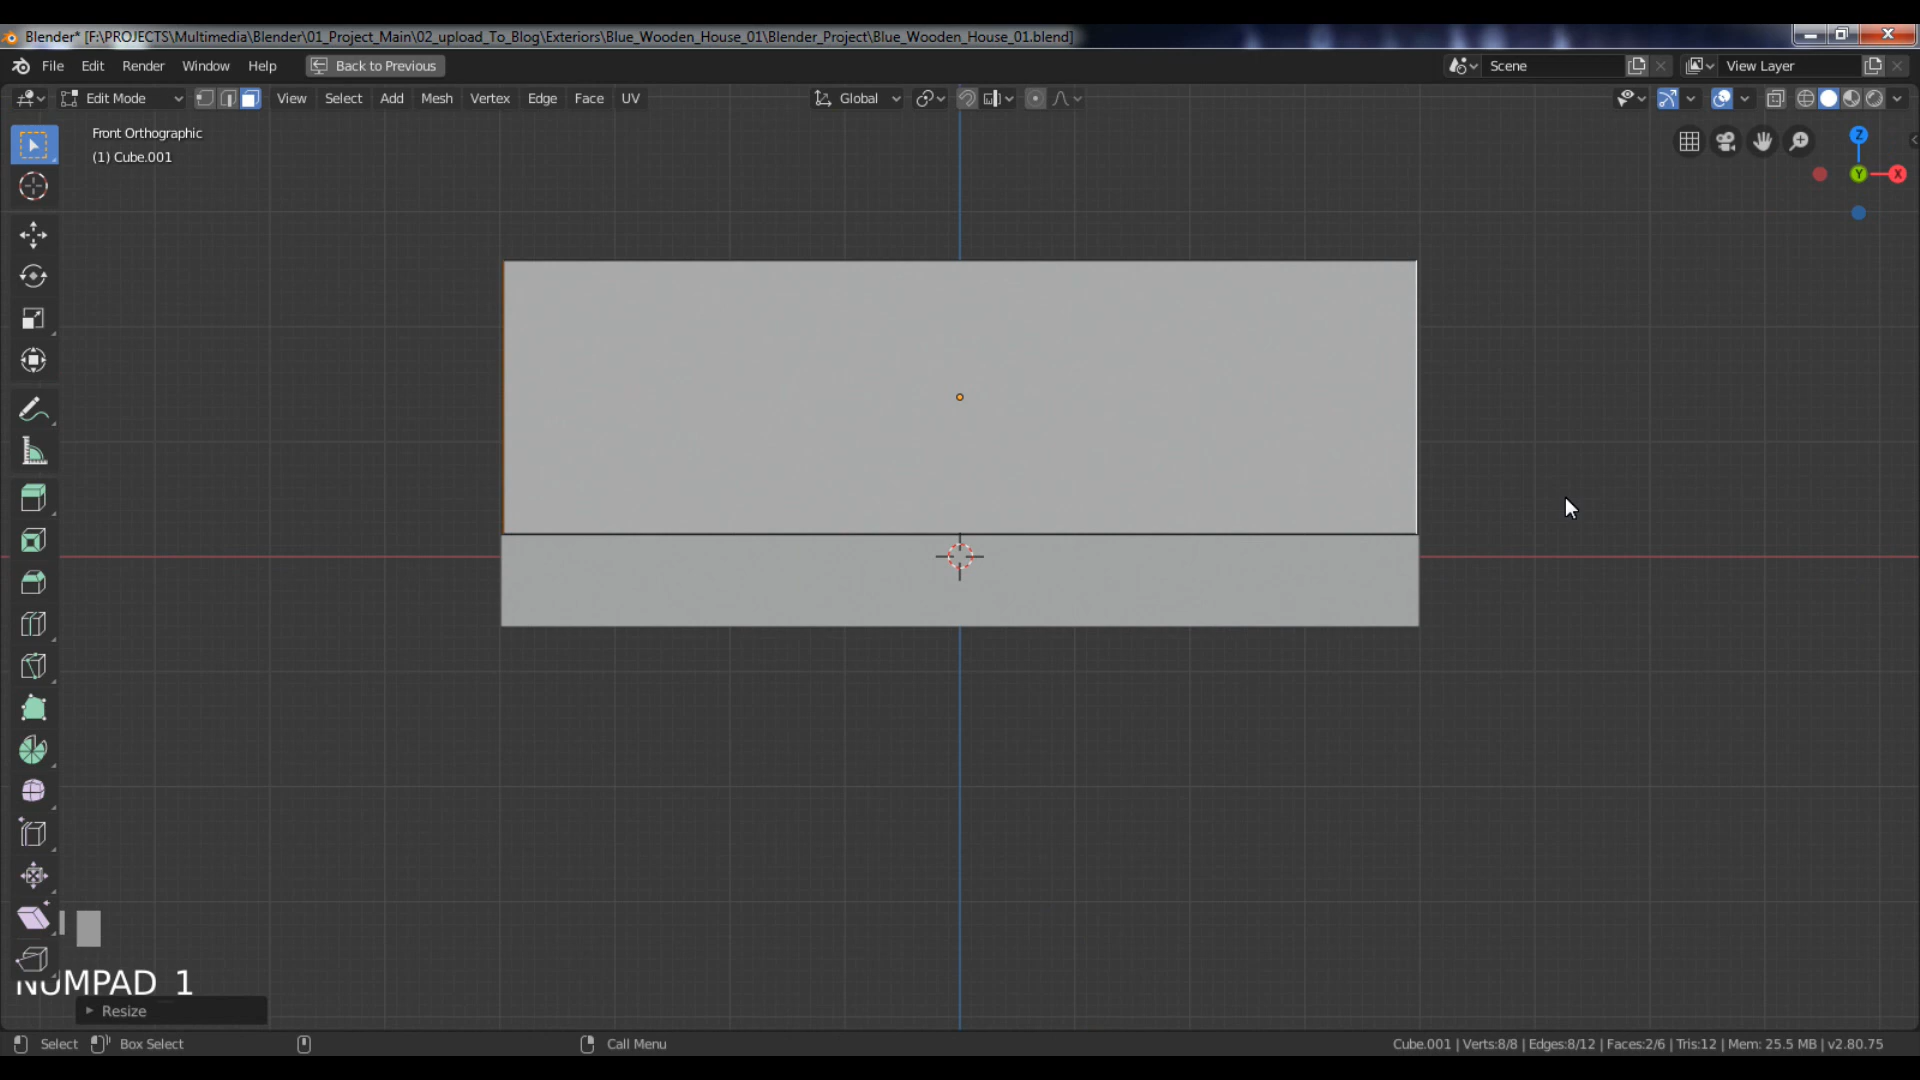 Blender* [F:\PROJECTS\Multimedia\Blender\01_Project_Main\02_upload_To_Blog\Exteriors\Blue_Wooden_House_01\Blender_Project\Blue_Wooden_House_01.blend]
File Edit Render Window Help Back to Previous Scene View Layer
Edit Mode View Select Add Mesh Vertex Edge Face UV Global
Front Orthographic
(1) Cube.001
Z
Y X
NUMPAD 1
Resize
Select Box Select Call Menu Cube.001 | Verts:8/8 | Edges:8/12 | Faces:2/6 | Tris:12 | Mem: 25.5 MB | v2.80.75